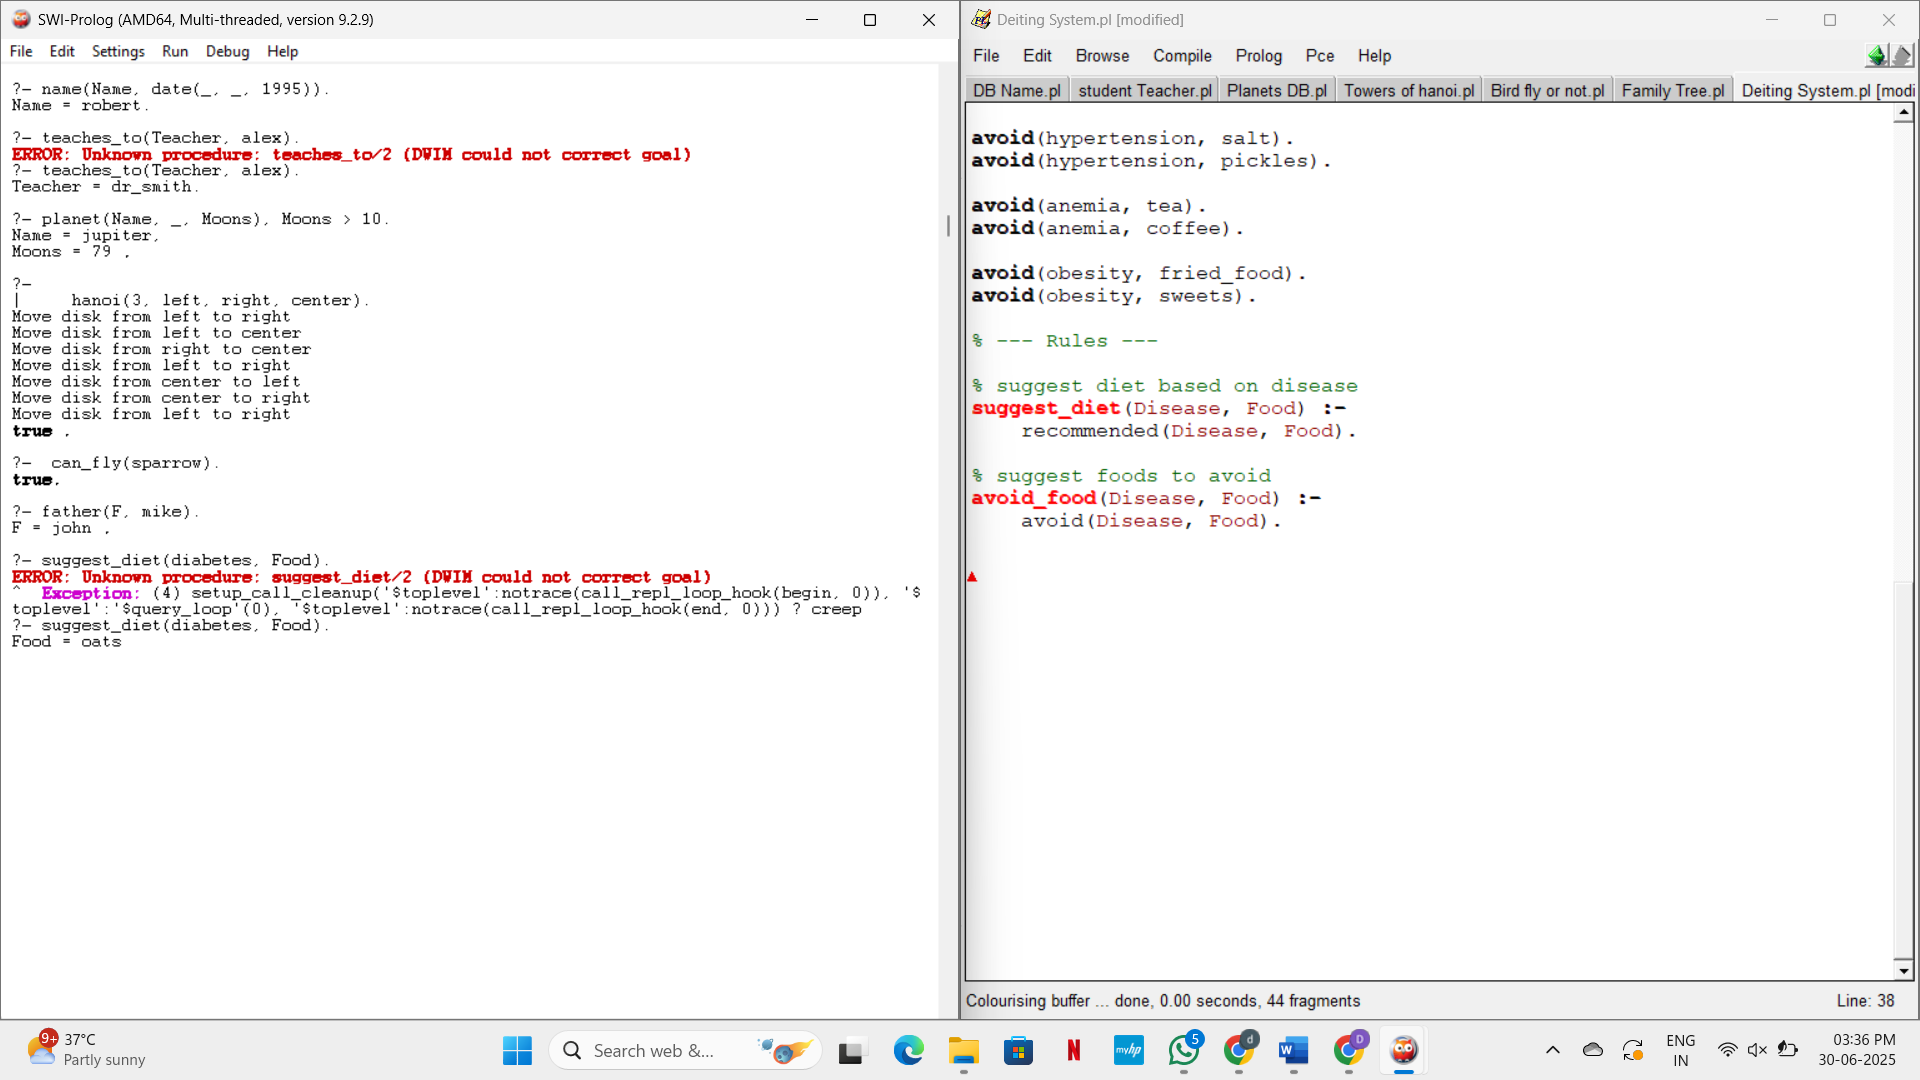 SWI-Prolog (AMD64, Multi-threaded, version 9.2.9)
File Edit Settings Run Debug Help
?- name(Name, date(_, _, 1995)).
Name = robert.
?- teaches_to(Teacher, alex).
ERROR: Unknown procedure: teaches_to/2 (DWIM could not correct goal)
?- teaches_to(Teacher, alex).
Teacher = dr_smith.
?- planet(Name, _, Moons), Moons > 10.
Name = jupiter,
Moons = 79 .
?-
|     hanoi(3, left, right, center).
Move disk from left to right
Move disk from left to center
Move disk from right to center
Move disk from left to right
Move disk from center to left
Move disk from center to right
Move disk from left to right
true .
?-  can_fly(sparrow).
true.
?- father(F, mike).
F = john .
?- suggest_diet(diabetes, Food).
ERROR: Unknown procedure: suggest_diet/2 (DWIM could not correct goal)
^  Exception: (4) setup_call_cleanup('$toplevel':notrace(call_repl_loop_hook(begin, 0)), '$
toplevel':'$query_loop'(0), '$toplevel':notrace(call_repl_loop_hook(end, 0))) ? creep
?- suggest_diet(diabetes, Food).
Food = oats
Deiting System.pl [modified]
File Edit Browse Compile Prolog Pce Help
DB Name.pl student Teacher.pl Planets DB.pl Towers of hanoi.pl Bird fly or not.pl Family Tree.pl Deiting System.pl [modi
avoid(hypertension, salt).
avoid(hypertension, pickles).
avoid(anemia, tea).
avoid(anemia, coffee).
avoid(obesity, fried_food).
avoid(obesity, sweets).
% --- Rules ---
% suggest diet based on disease
suggest_diet(Disease, Food) :-
    recommended(Disease, Food).
% suggest foods to avoid
avoid_food(Disease, Food) :-
    avoid(Disease, Food).
Colourising buffer ... done, 0.00 seconds, 44 fragments
Line: 38
9+
37°C
Partly sunny
Search web &...
N
myhp
5
d
W
D
ENG
IN
03:36 PM
30-06-2025